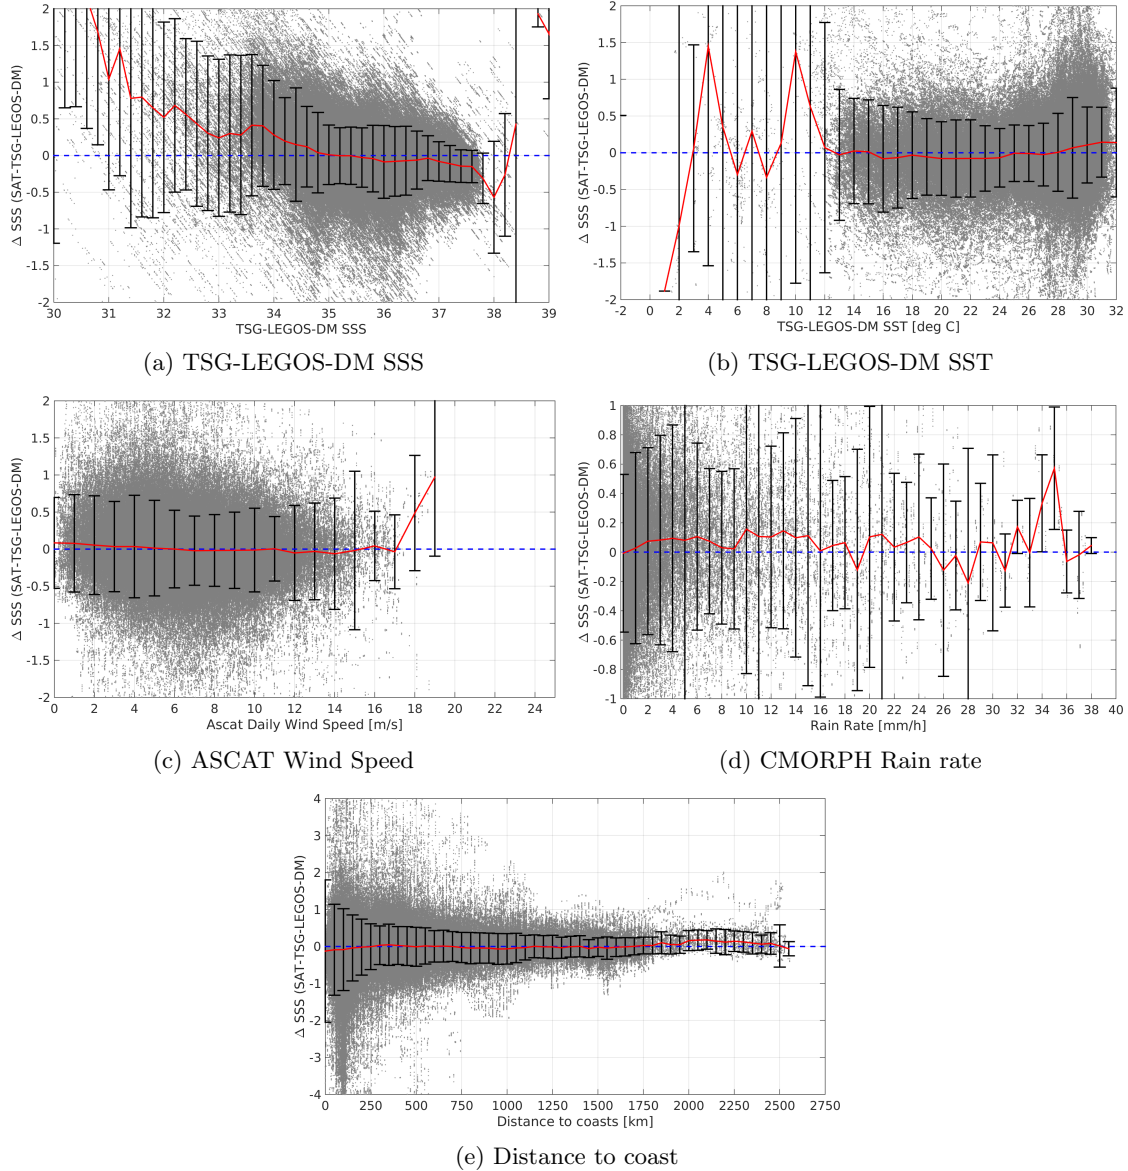 Δ SSS (SAT-TSG-LEGOS-DM)
2
1.5
1
0.5
0
-0.5
-1
-1.5
-2
30 31 32 33 34 35 36 37 38 39
TSG-LEGOS-DM SSS
(a) TSG-LEGOS-DM SSS
Δ SSS (SAT-TSG-LEGOS-DM)
2
1.5
1
0.5
0
-0.5
-1
-1.5
-2
-2 0 2 4 6 8 10 12 14 16 18 20 22 24 26 28 30 32
TSG-LEGOS-DM SST [deg C]
(b) TSG-LEGOS-DM SST
Δ SSS (SAT-TSG-LEGOS-DM)
2
1.5
1
0.5
0
-0.5
-1
-1.5
-2
0 2 4 6 8 10 12 14 16 18 20 22 24
Ascat Daily Wind Speed [m/s]
(c) ASCAT Wind Speed
Δ SSS (SAT-TSG-LEGOS-DM)
1
0.8
0.6
0.4
0.2
0
-0.2
-0.4
-0.6
-0.8
-1
0 2 4 6 8 10 12 14 16 18 20 22 24 26 28 30 32 34 36 38 40
Rain Rate [mm/h]
(d) CMORPH Rain rate
Δ SSS (SAT-TSG-LEGOS-DM)
4
3
2
1
0
-1
-2
-3
-4
0 250 500 750 1000 1250 1500 1750 2000 2250 2500 2750
Distance to coasts [km]
(e) Distance to coast